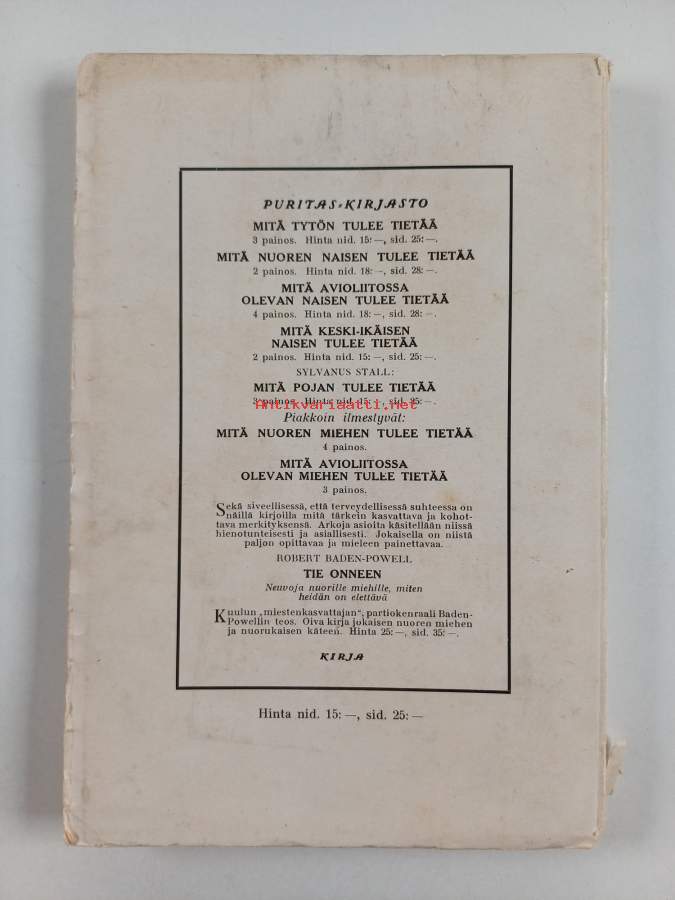 PURITAS-KIRJASTO
MITÄ TYTÖN TULEE TIETÄÄ
3 painos. Hinta nid. 15: —, sid. 25: —.
MITÄ NUOREN NAISEN TULEE TIETÄÄ
2 painos. Hinta nid. 18: —, sid. 28: —.
MITÄ AVIOLIITOSSA
OLEVAN NAISEN TULEE TIETÄÄ
4 painos. Hinta nid. 18: —, sid. 28: —.
MITÄ KESKI-IKÄISEN
NAISEN TULEE TIETÄÄ
2 painos. Hinta nid. 15: —, sid. 25: —.
SYLVANUS STALL:
MITÄ POJAN TULEE TIETÄÄ
painos. Hinta nid. 15: —, sid.
Antikvariaatti.net
Piakkoin ilmestyvät:
MITÄ NUOREN MIEHEN TULEE TIETÄÄ
4 painos.
MITÄ AVIOLIITOSSA
OLEVAN MIEHEN TULEE TIETÄÄ
3 painos.
Sekä siveellisessä, että terveydellisessä suhteessa on
näillä kirjoilla mitä tärkein kasvattava ja kohot-
tava merkityksensä. Arkoja asioita käsitellään niissä
hienotunteisesti ja asiallisesti. Jokaisella on niistä
paljon opittavaa ja mieleen painettavaa.
ROBERT BADEN-POWELL
TIE ONNEEN
Neuvoja nuorille miehille, miten
heidän on elettävä
Kuulun „miestenkasvattajan“, partiokenraali Baden-
Powellin teos. Oiva kirja jokaisen nuoren miehen
ja nuorukaisen käteen. Hinta 25: —, sid. 35: —.
KIRJA
Hinta nid. 15: —, sid. 25: —